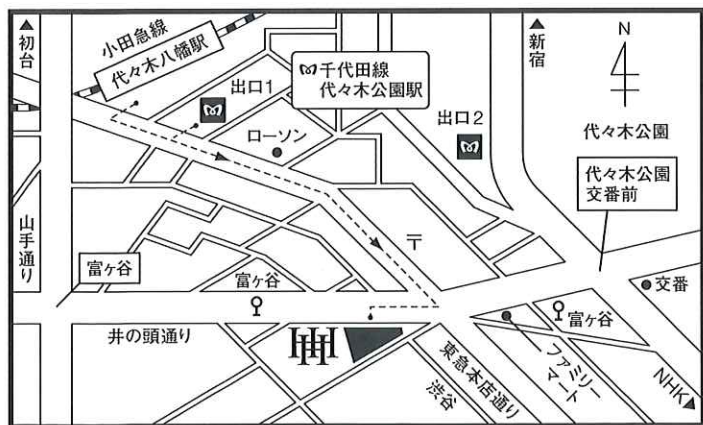 ▲初台
小田急線
代々木八幡駅
出口1
千代田線
代々木公園駅
▲新宿
N
代々木公園
ローソン
出口2
代々木公園
交番前
山手通り
富ヶ谷
富ヶ谷
〒
交番
富ヶ谷
井の頭通り
HHH
東急本店通り
渋谷
ファミリー
マート
NHK▲